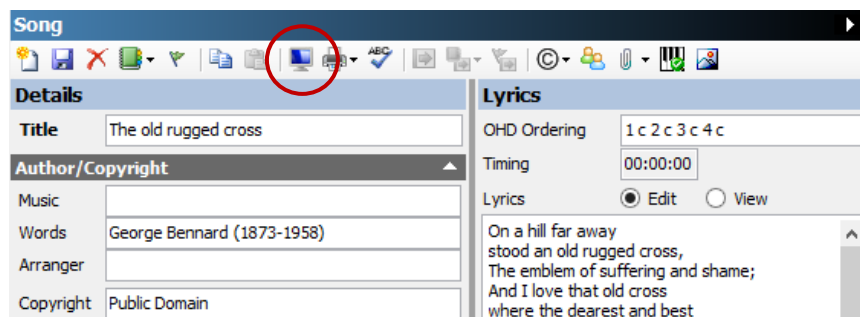 Song
ABC
©
Details
Title The old rugged cross
Author/Copyright
Music
Words George Bennard (1873-1958)
Arranger
Copyright Public Domain
Lyrics
OHD Ordering 1 c 2 c 3 c 4 c
Timing 00:00:00
Lyrics Edit View
On a hill far away
stood an old rugged cross,
The emblem of suffering and shame;
And I love that old cross
where the dearest and best